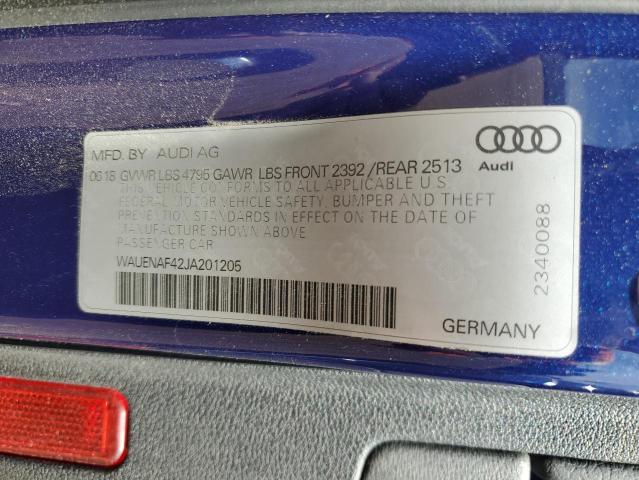 MFD. BY AUDI AG
0618 GVWR LBS 4795 GAWR LBS FRONT 2392 / REAR 2513
THIS VEHICLE CONFORMS TO ALL APPLICABLE U.S.
FEDERAL MOTOR VEHICLE SAFETY, BUMPER AND THEFT
PREVENTION STANDARDS IN EFFECT ON THE DATE OF
MANUFACTURE SHOWN ABOVE
PASSENGER CAR
WAUENAF42JA201205
Audi
2340088
GERMANY